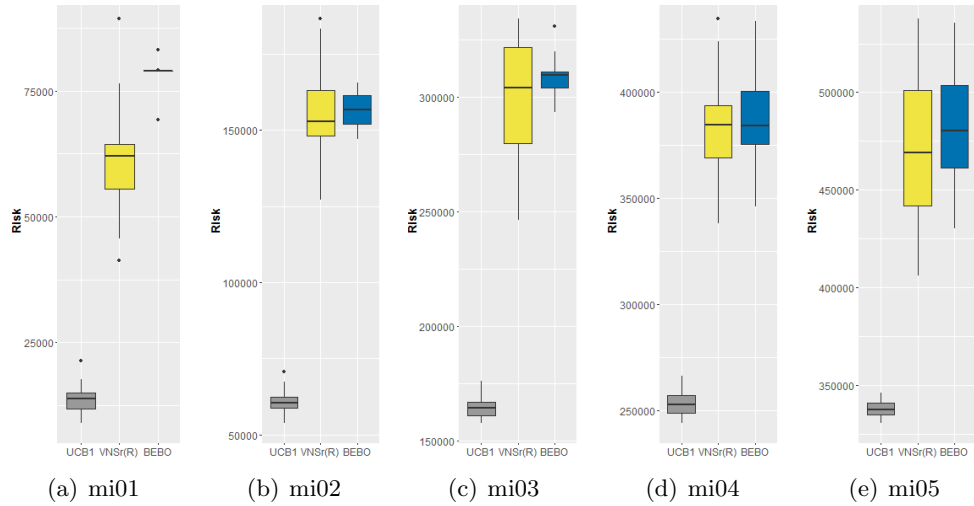 Risk
75000
50000
25000
UCB1 VNSr(R) BEBO
(a) mi01
Risk
150000
100000
50000
UCB1 VNSr(R) BEBO
(b) mi02
Risk
300000
250000
200000
150000
UCB1 VNSr(R) BEBO
(c) mi03
Risk
400000
350000
300000
250000
UCB1 VNSr(R) BEBO
(d) mi04
Risk
500000
450000
400000
350000
UCB1 VNSr(R) BEBO
(e) mi05